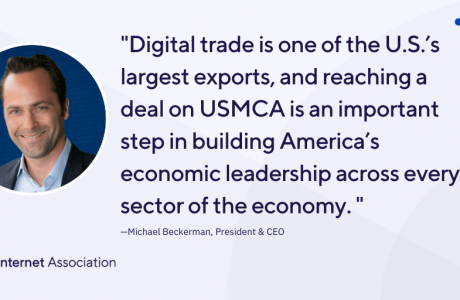 "Digital trade is one of the U.S.’s
largest exports, and reaching a
deal on USMCA is an important
step in building America’s
economic leadership across every
sector of the economy. "
—Michael Beckerman, President & CEO
nternet Association